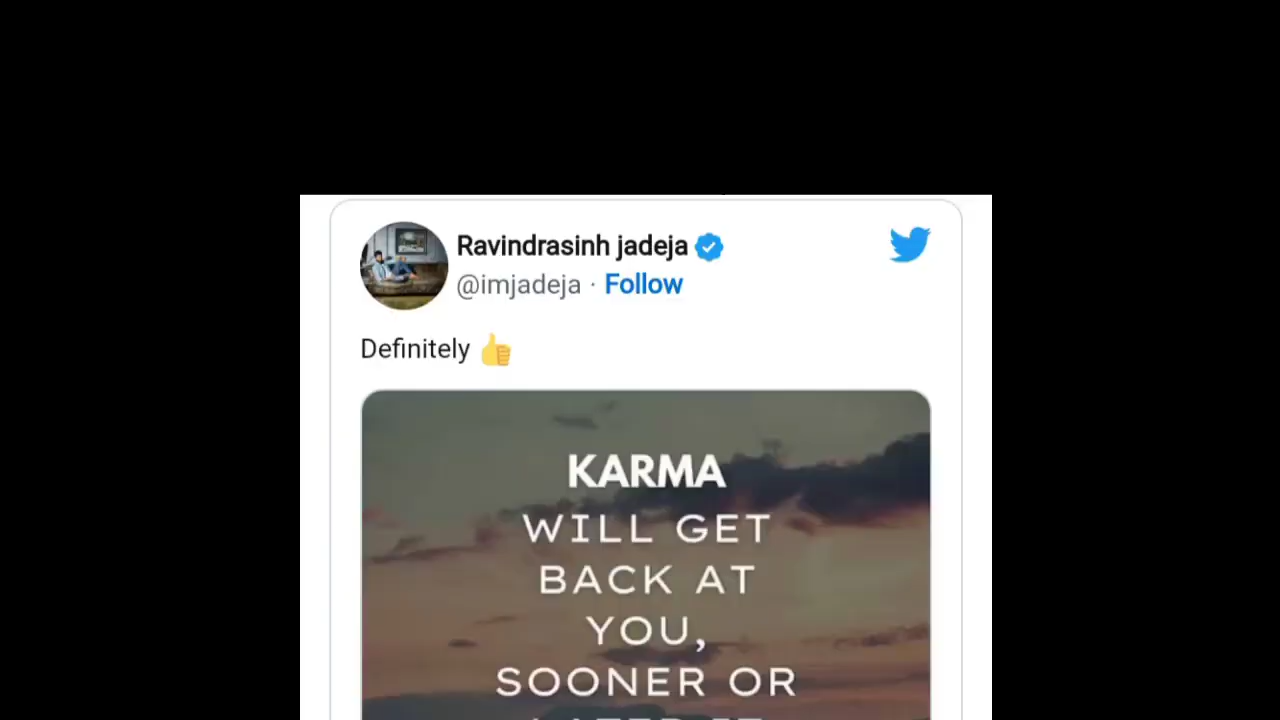 Ravindrasinh jadeja
@imjadeja · Follow
Definitely 👍
KARMA
WILL GET
BACK AT
YOU,
SOONER OR